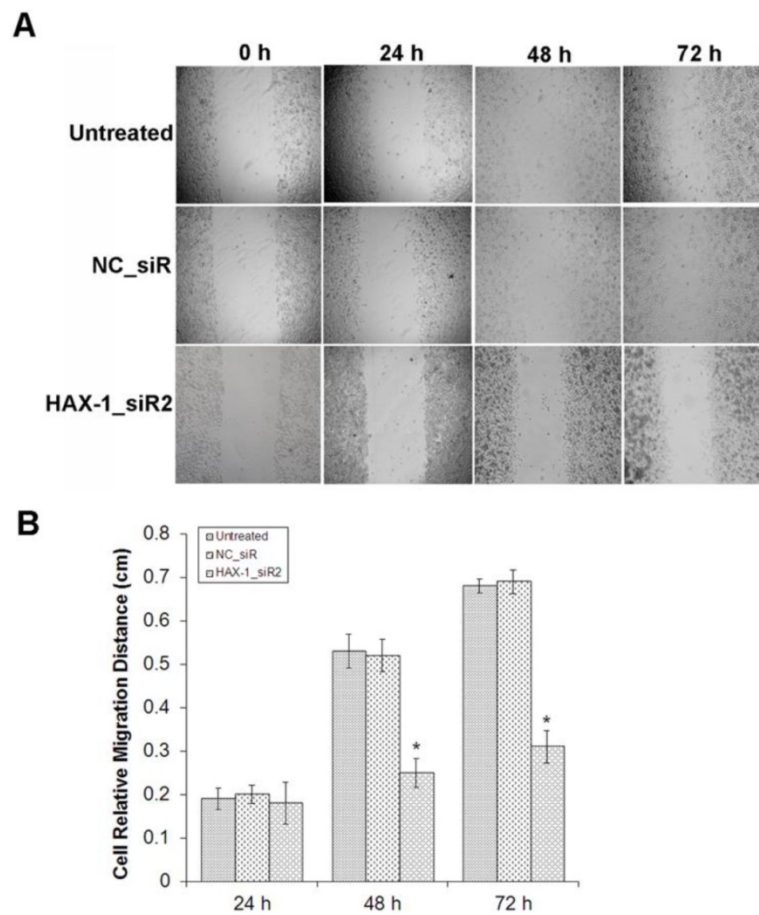 A
0 h 24 h 48 h 72 h
Untreated
NC_siR
HAX-1_siR2
B
Cell Relative Migration Distance (cm)
0.8
0.7
0.6
0.5
0.4
0.3
0.2
0.1
0
Untreated
NC_siR
HAX-1_siR2
*
*
24 h 48 h 72 h